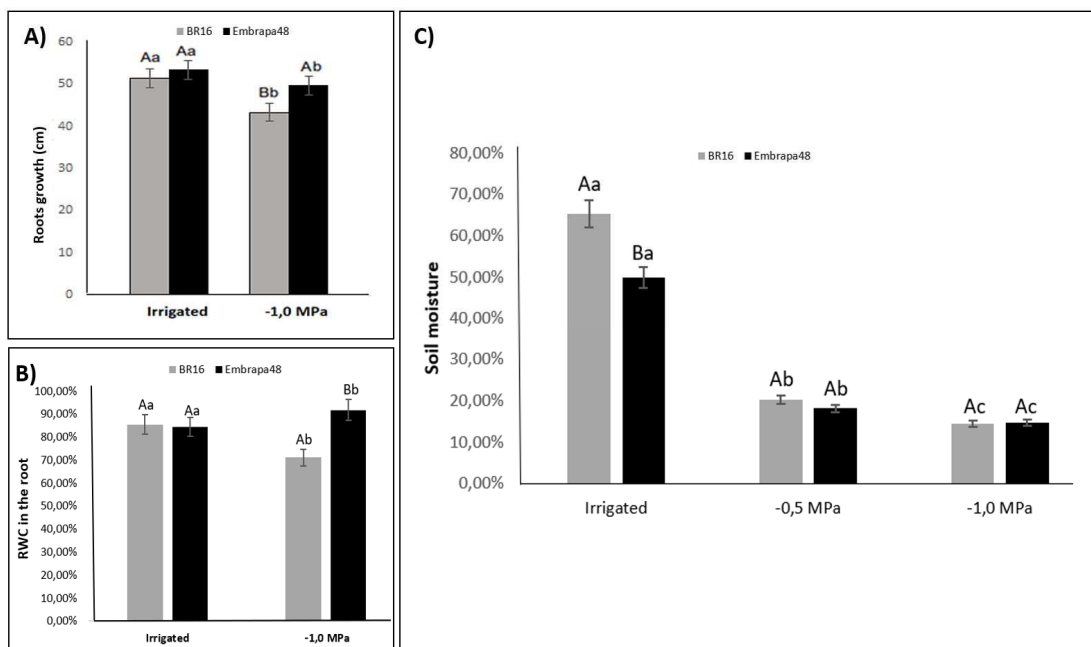 A)
BR16 Embrapa48
60
50
40
30
20
10
0
Roots growth (cm)
Aa Aa
Bb Ab
Irrigated -1,0 MPa
B)
BR16 Embrapa48
100,00%
90,00%
80,00%
70,00%
60,00%
50,00%
40,00%
30,00%
20,00%
10,00%
0,00%
RWC in the root
Aa Aa
Ab Bb
Irrigated -1,0 MPa
C)
BR16 Embrapa48
80,00%
70,00%
60,00%
50,00%
40,00%
30,00%
20,00%
10,00%
0,00%
Soil moisture
Aa Ba
Ab Ab
Ac Ac
Irrigated -0,5 MPa -1,0 MPa